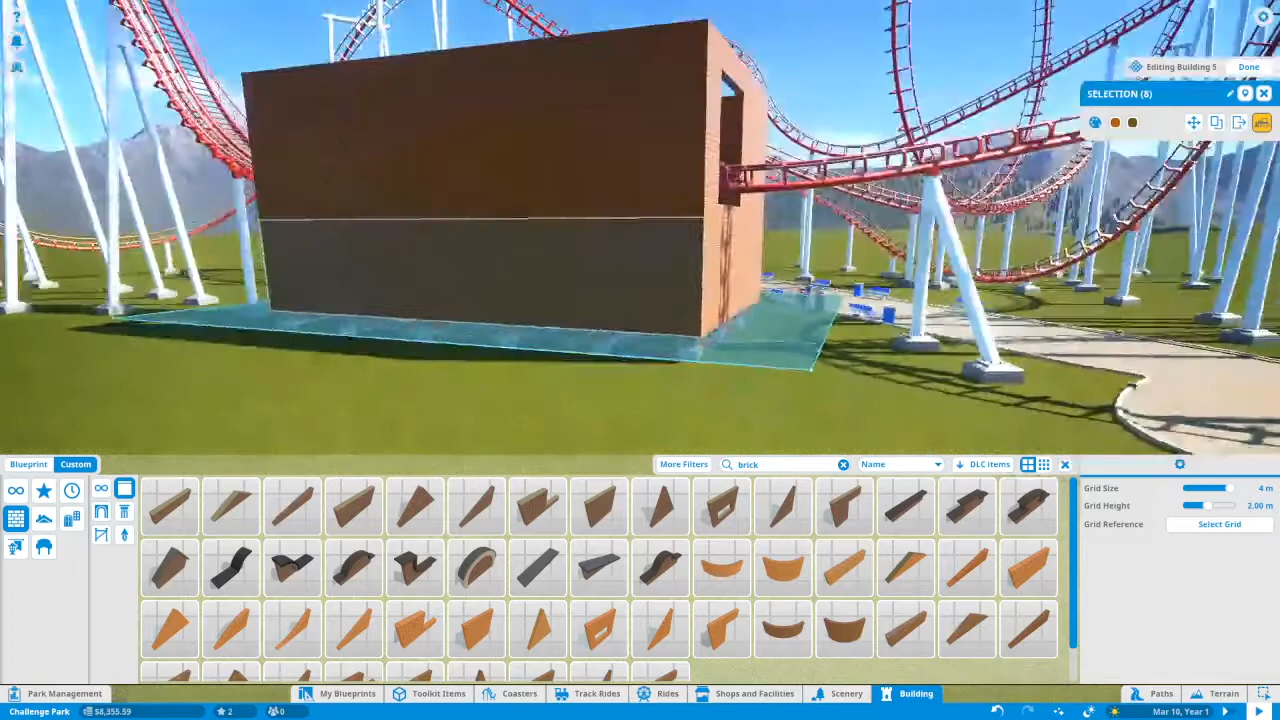 Editing Building 5 Done
SELECTION (8)
Blueprint Custom
More Filters brick Name DLC items
Grid Size 4 m
Grid Height 2.00 m
Grid Reference Select Grid
Park Management My Blueprints Toolkit Items Coasters Track Rides Rides Shops and Facilities Scenery Building Paths Terrain
Challenge Park $8,355.59 2 0 Mar 10, Year 1